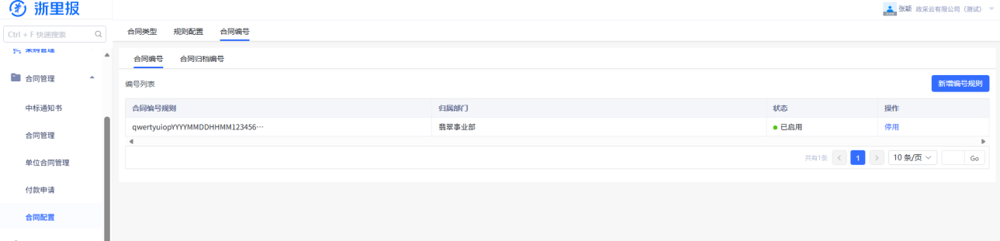 浙里报
张颖 政采云有限公司（测试）
Ctrl + F 快速搜索
合同类型 规则配置 合同编号
采购管理
合同编号 合同归档编号
合同管理
编号列表 新增编号规则
中标通知书
合同编号规则 归属部门 状态 操作
qwertyuiopYYYYMMDDHHMM123456… 翡翠事业部 已启用 停用
合同管理
单位合同管理
共有1条 1 10 条/页 Go
付款申请
合同配置